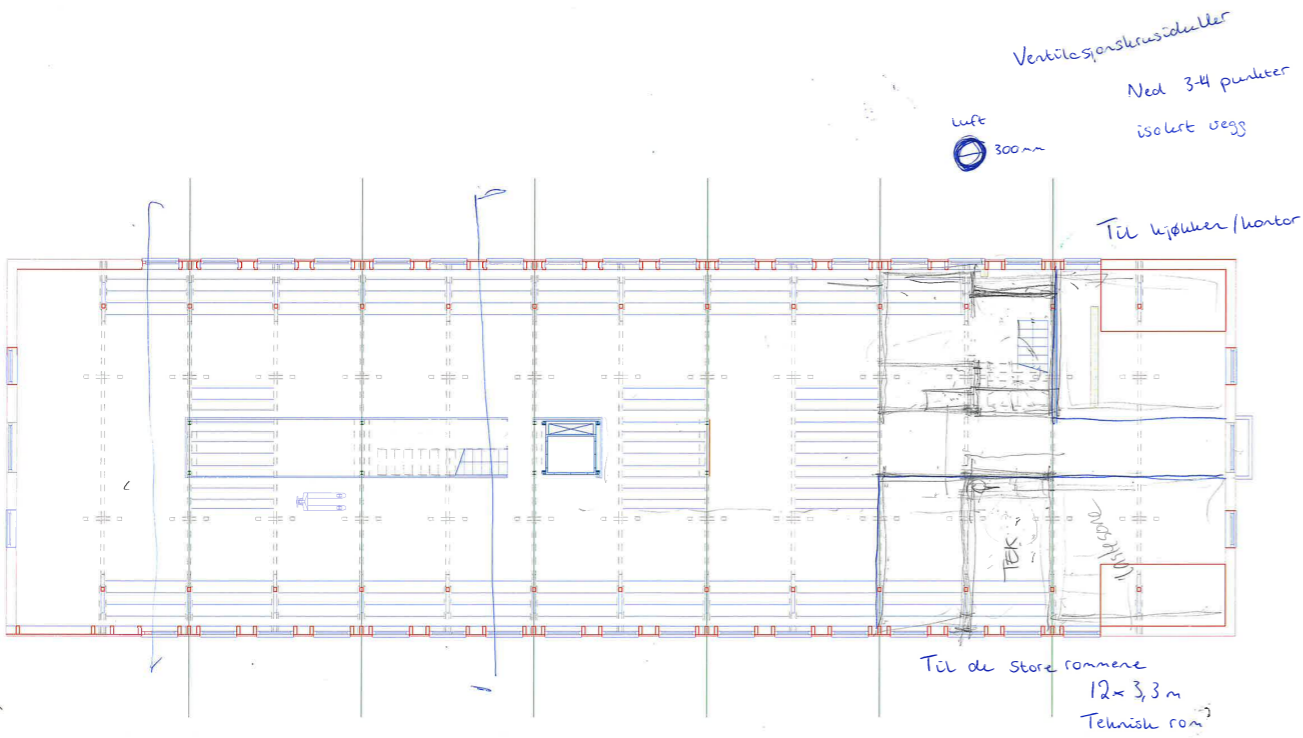 Ventilasjonskrusiduller
Ned 3-4 punkter
isolert vegg
Luft
300mm
Til kjøkken/kontor
TEK
Til de store rommene
12x3,3m
Teknisk rom